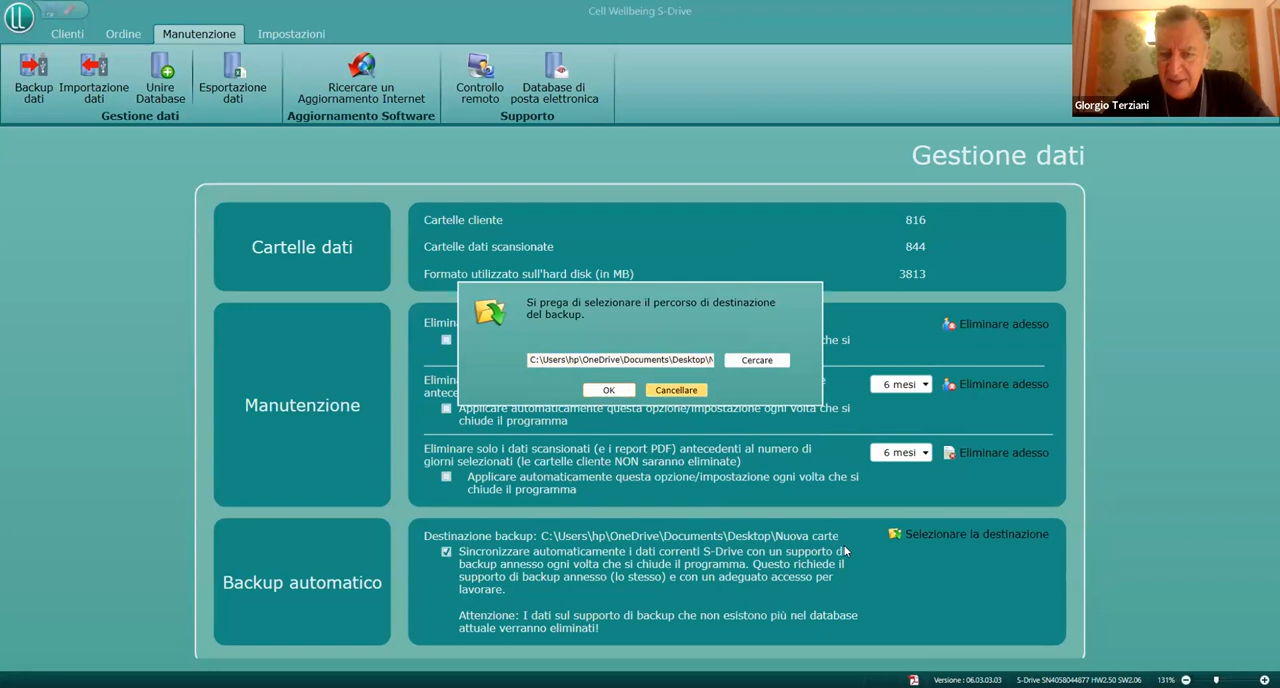 Cell Wellbeing S-Drive
Clienti
Ordine
Manutenzione
Impostazioni
Backup dati
Importazione dati
Unire Database
Esportazione dati
Ricercare un Aggiornamento Internet
Controllo remoto
Database di posta elettronica
Gestione dati
Aggiornamento Software
Supporto
GIorgio Terziani
Gestione dati
Cartelle dati
Cartelle cliente 816
Cartelle dati scansionate 844
Formato utilizzato sull'hard disk (in MB) 3813
Si prega di selezionare il percorso di destinazione
del backup.
C:\Users\hp\OneDrive\Documents\Desktop\N
Cercare
OK
Cancellare
Manutenzione
Elimin
Eliminare adesso
che si
Elimin
antece
6 mesi
Eliminare adesso
Applicare automaticamente questa opzione/impostazione ogni volta che si
chiude il programma
Eliminare solo i dati scansionati (e i report PDF) antecedenti al numero di
giorni selezionati (le cartelle cliente NON saranno eliminate)
6 mesi
Eliminare adesso
Applicare automaticamente questa opzione/impostazione ogni volta che si
chiude il programma
Backup automatico
Destinazione backup: C:\Users\hp\OneDrive\Documents\Desktop\Nuova carte
Selezionare la destinazione
Sincronizzare automaticamente i dati correnti S-Drive con un supporto di
backup annesso ogni volta che si chiude il programma. Questo richiede il
supporto di backup annesso (lo stesso) e con un adeguato accesso per
lavorare.
Attenzione: I dati sul supporto di backup che non esistono più nel database
attuale verranno eliminati!
Versione : 06.03.03.03
S-Drive SN4058044877 HW2.50 SW2.06
131%